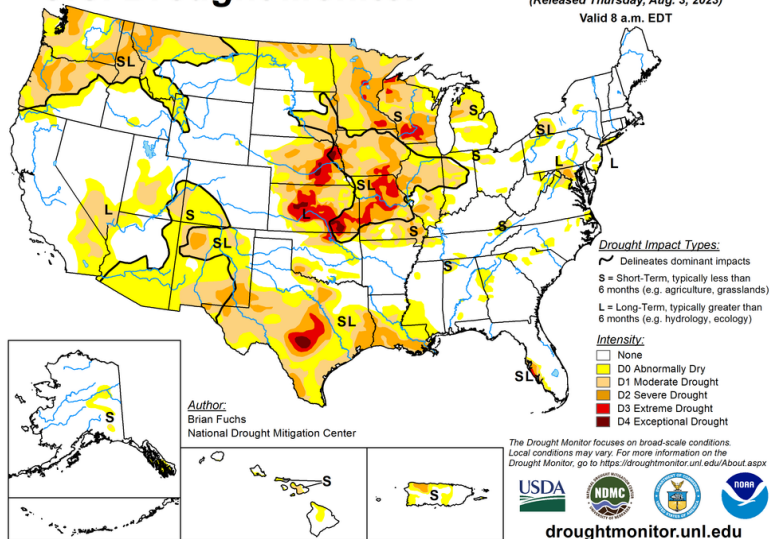 (Released Thursday, Aug. 3, 2023)
Valid 8 a.m. EDT
SL
S
S
SL
S
L
L
SL
L
S
SL
L
S
S
SL
S
SL
SL
Drought Impact Types:
Delineates dominant impacts
S = Short-Term, typically less than
6 months (e.g. agriculture, grasslands)
L = Long-Term, typically greater than
6 months (e.g. hydrology, ecology)
Intensity:
None
D0 Abnormally Dry
D1 Moderate Drought
D2 Severe Drought
D3 Extreme Drought
D4 Exceptional Drought
S
Author:
Brian Fuchs
National Drought Mitigation Center
S
S
The Drought Monitor focuses on broad-scale conditions.
Local conditions may vary. For more information on the
Drought Monitor, go to https://droughtmonitor.unl.edu/About.aspx
USDA
NDMC
NOAA
droughtmonitor.unl.edu